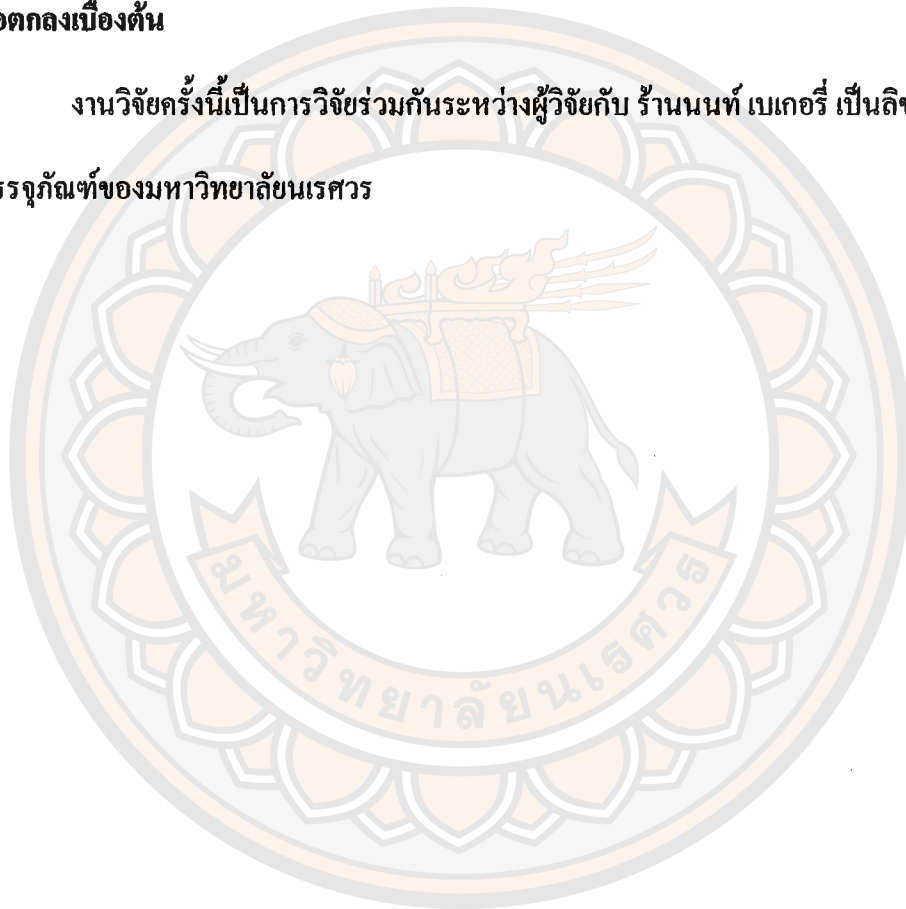 อตกลงเบื้องต้น
งานวิจัยครั้งนี้เป็นการวิจัยร่วมกันระหว่างผู้วิจัยกับ ร้านนนท์ เบเกอรี่ เป็นลิข
รรจุภัณฑ์ของมหาวิทยาลัยนเรศวร
มหาวิทยาลัยนเรศวร